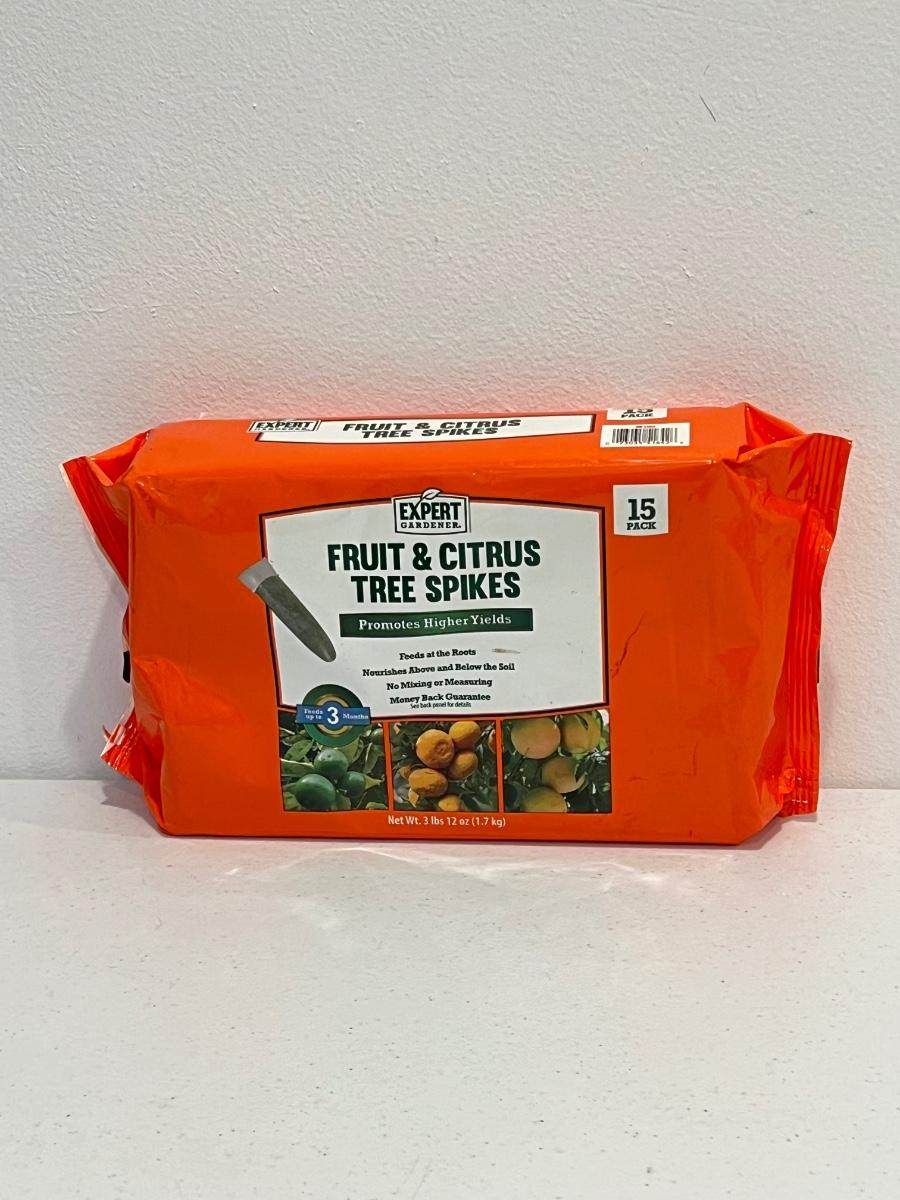 EXPERT
GARDENER
FRUIT & CITRUS
TREE SPIKES
15
PACK
EXPERT
GARDENER
15
PACK
FRUIT & CITRUS
TREE SPIKES
Promotes Higher Yields
Feeds at the Roots
Nourishes Above and Below the Soil
No Mixing or Measuring
Money Back Guarantee
See back panel for details
Feeds
up to
3
Months
Net Wt. 3 lbs 12 oz (1.7 kg)